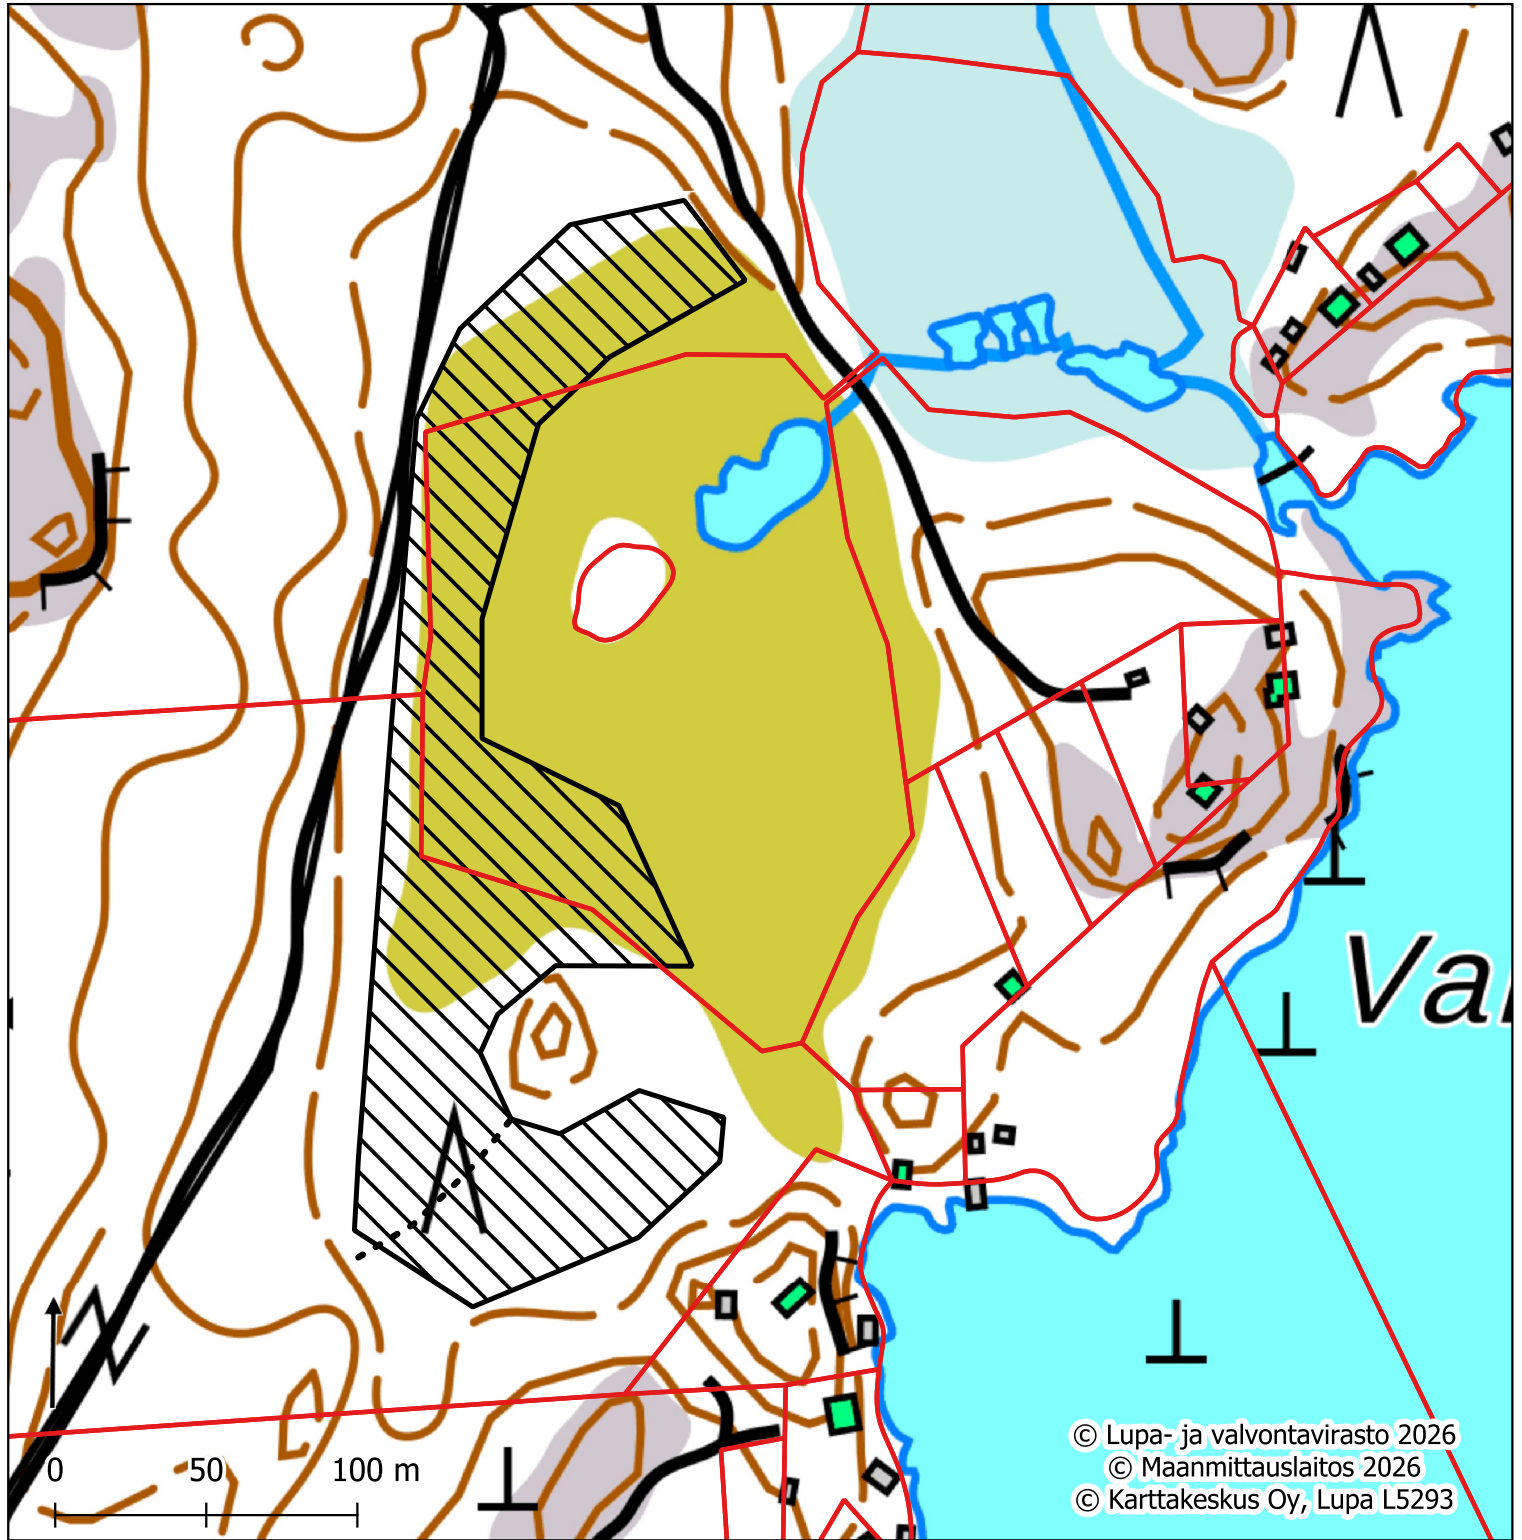 Va
0 50 100 m
© Lupa- ja valvontavirasto 2026
© Maanmittauslaitos 2026
© Karttakeskus Oy, Lupa L5293